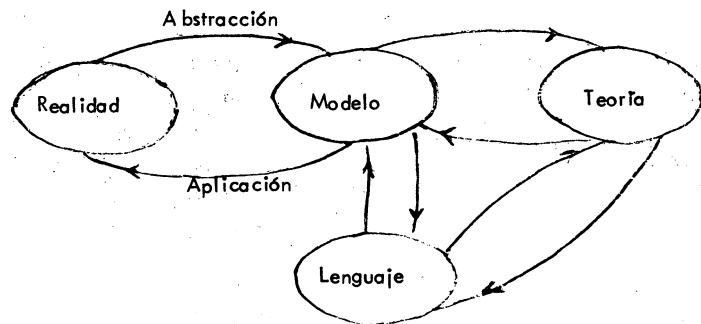 Abstracción
Realidad
Modelo
Teoría
Aplicación
Lenguaje